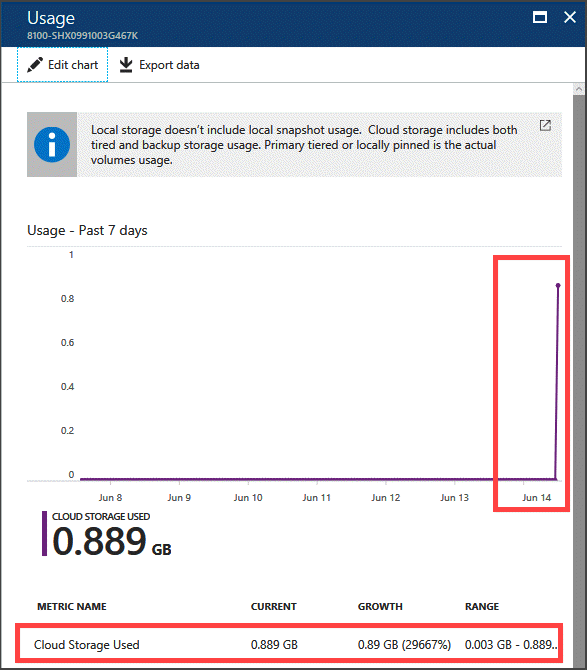 Usage
8100-SHX0991003G467K
Edit chart
Export data
Local storage doesn't include local snapshot usage. Cloud storage includes both
tired and backup storage usage. Primary tiered or locally pinned is the actual
volumes usage.
Usage - Past 7 days
1
0.8
0.6
0.4
0.2
0
Jun 8 Jun 9 Jun 10 Jun 11 Jun 12 Jun 13 Jun 14
CLOUD STORAGE USED
0.889 GB
METRIC NAME CURRENT GROWTH RANGE
Cloud Storage Used 0.889 GB 0.89 GB (29667%) 0.003 GB - 0.889...